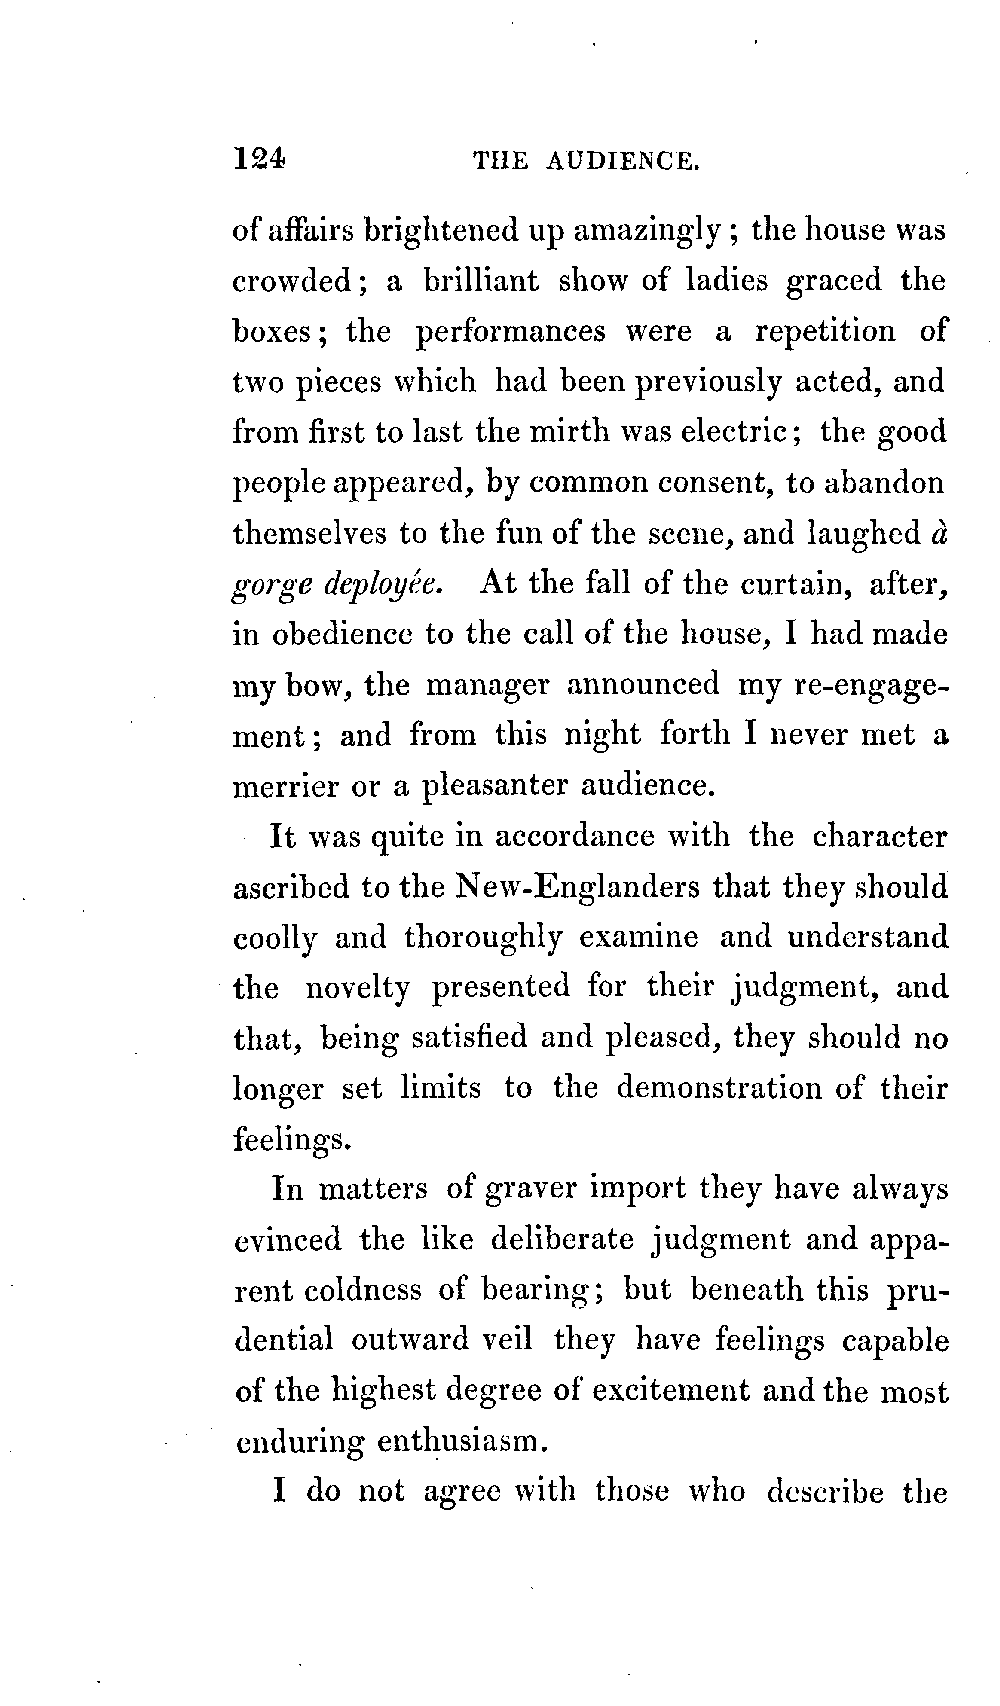 124 THE AUDIENCE.
of affairs brightened up amazingly ; the house was
crowded ; a brilliant show of ladies graced the
boxes ; the performances were a repetition of
two pieces which had been previously acted, and
from first to last the mirth was electric ; the good
people appeared, by common consent, to abandon
themselves to the fun of the scene, and laughed à
gorge deployée. At the fall of the curtain, after,
in obedience to the call of the house, I had made
my bow, the manager announced my re-engage-
ment ; and from this night forth I never met a
merrier or a pleasanter audience.
It was quite in accordance with the character
ascribed to the New-Englanders that they should
coolly and thoroughly examine and understand
the novelty presented for their judgment, and
that, being satisfied and pleased, they should no
longer set limits to the demonstration of their
feelings.
In matters of graver import they have always
evinced the like deliberate judgment and appa-
rent coldness of bearing ; but beneath this pru-
dential outward veil they have feelings capable
of the highest degree of excitement and the most
enduring enthusiasm.
I do not agree with those who describe the